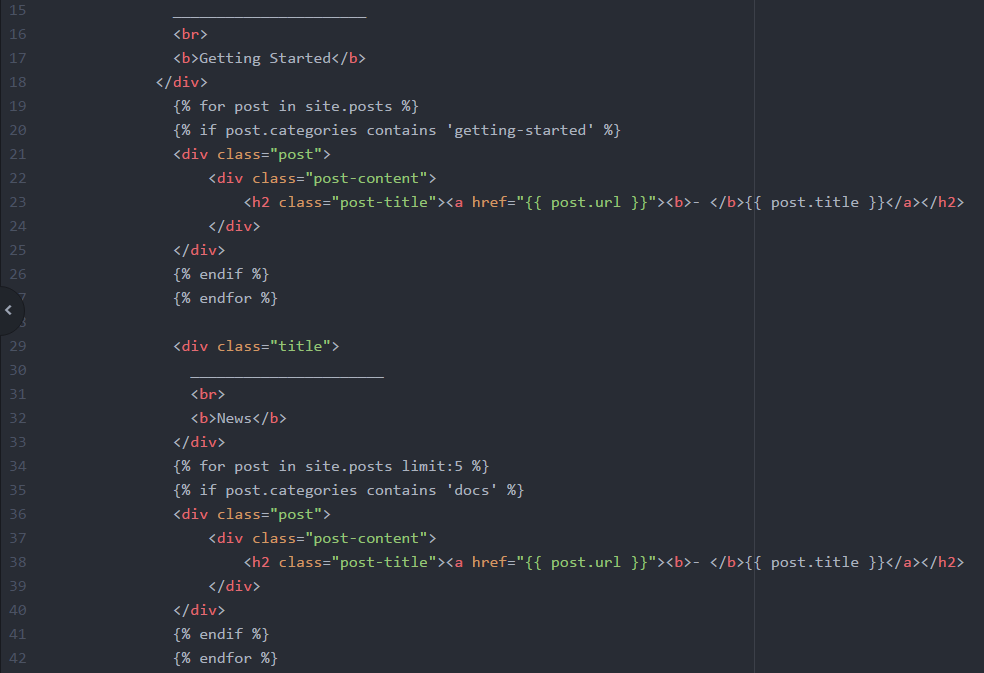 15 ______________________
16 <br>
17 <b>Getting Started</b>
18 </div>
19 {% for post in site.posts %}
20 {% if post.categories contains 'getting-started' %}
21 <div class="post">
22 <div class="post-content">
23 <h2 class="post-title"><a href="{{ post.url }}"><b>- </b>{{ post.title }}</a></h2>
24 </div>
25 </div>
26 {% endif %}
{% endfor %}

29 <div class="title">
30 ______________________
31 <br>
32 <b>News</b>
33 </div>
34 {% for post in site.posts limit:5 %}
35 {% if post.categories contains 'docs' %}
36 <div class="post">
37 <div class="post-content">
38 <h2 class="post-title"><a href="{{ post.url }}"><b>- </b>{{ post.title }}</a></h2>
39 </div>
40 </div>
41 {% endif %}
42 {% endfor %}